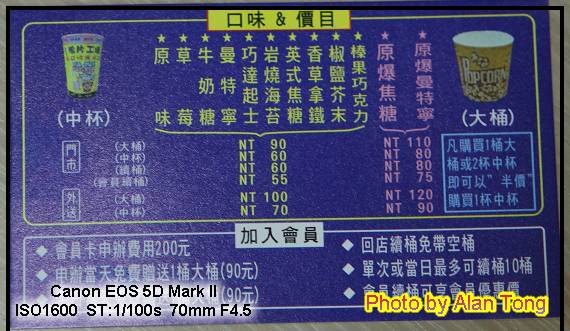 口味 & 價目
原味
草莓
牛奶糖
曼特寧
巧達起士
岩燒海苔
英式焦糖
香草拿鐵
椒鹽芥末
榛果巧克力
原爆焦糖
原爆曼特寧
POPCORN
(中杯)
(大桶)
門市
(大桶) NT 90 NT 110
(中杯) NT 60 NT 80
(續桶) NT 60 NT 80
(會員續桶) NT 55 NT 75
外送
(大桶) NT 100 NT 120
(中杯) NT 70 NT 90
凡購買1桶大
桶或2杯中杯
即可以"半價"
購買1杯中杯
加入會員
會員卡申辦費用200元
申辦當天免費贈送1桶大桶(90元)
回店續桶免帶空桶
單次或當日最多可續桶10桶
會員續桶可享會員優惠價
Canon EOS 5D Mark II
ISO1600 ST:1/100s 70mm F4.5
Photo by Alan Tong